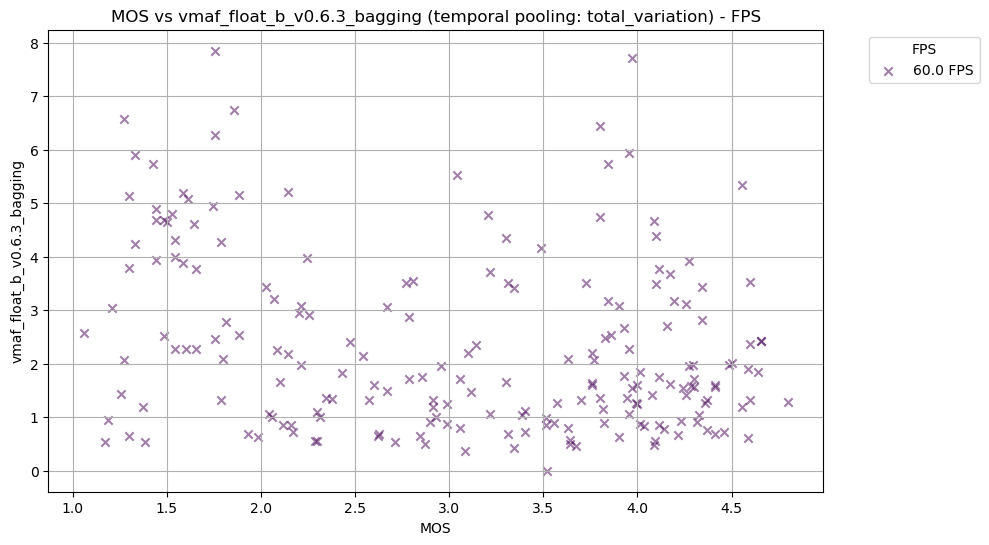 MOS vs vmaf_float_b_v0.6.3_bagging (temporal pooling: total_variation) - FPS
FPS
60.0 FPS
vmaf_float_b_v0.6.3_bagging
8
7
6
5
4
3
2
1
0
1.0 1.5 2.0 2.5 3.0 3.5 4.0 4.5
MOS